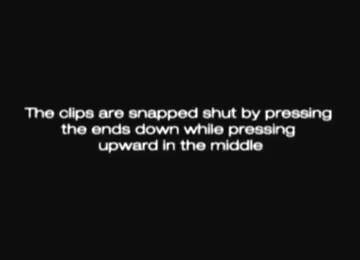 The clips are snapped shut by pressing
the ends down while pressing
upward in the middle